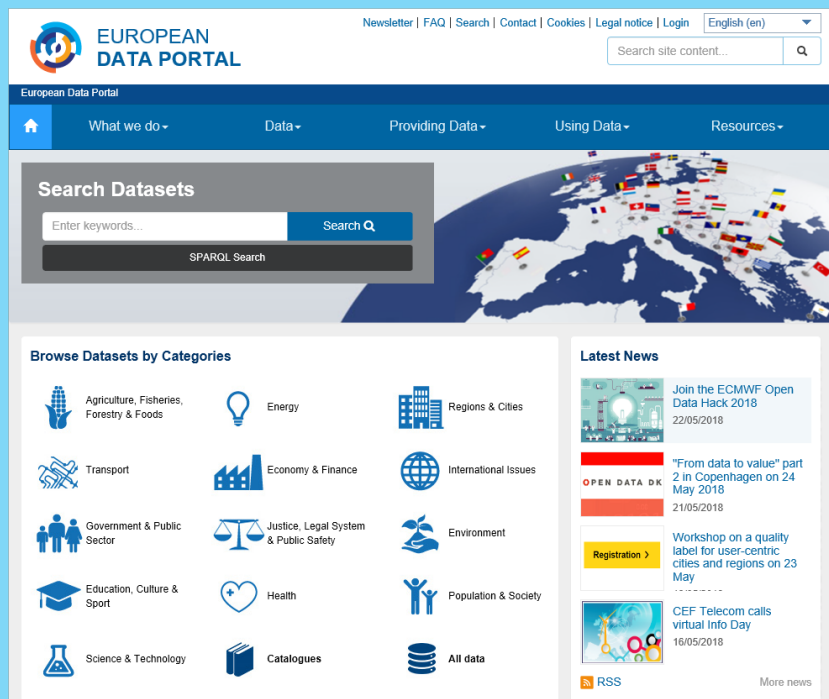 Newsletter | FAQ | Search | Contact | Cookies | Legal notice | Login
English (en)
EUROPEAN
DATA PORTAL
Search site content...
European Data Portal
What we do
Data
Providing Data
Using Data
Resources
Search Datasets
Enter keywords...
Search
SPARQL Search
Browse Datasets by Categories
Agriculture, Fisheries,
Forestry & Foods
Energy
Regions & Cities
Transport
Economy & Finance
International Issues
Government & Public
Sector
Justice, Legal System
& Public Safety
Environment
Education, Culture &
Sport
Health
Population & Society
Science & Technology
Catalogues
All data
Latest News
Join the ECMWF Open
Data Hack 2018
22/05/2018
OPEN DATA DK
"From data to value" part
2 in Copenhagen on 24
May 2018
21/05/2018
Registration >
Workshop on a quality
label for user-centric
cities and regions on 23
May
CEF Telecom calls
virtual Info Day
16/05/2018
RSS
More news